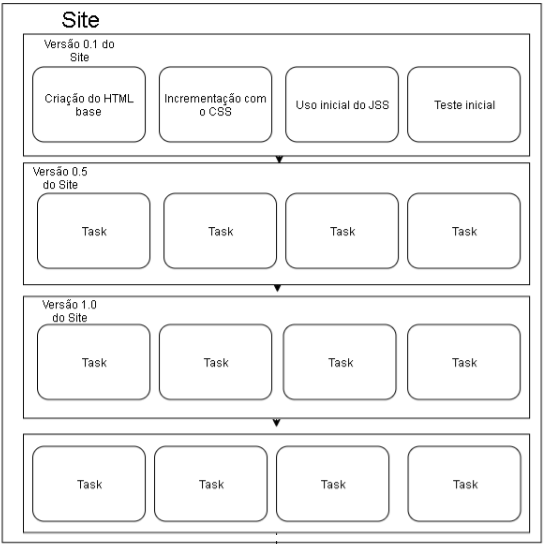 Site
Versão 0.1 do
Site
Criação do HTML
base
Incrementação com
o CSS
Uso inicial do JSS
Teste inicial
Versão 0.5
do Site
Task
Task
Task
Task
Versão 1.0
do Site
Task
Task
Task
Task
Task
Task
Task
Task